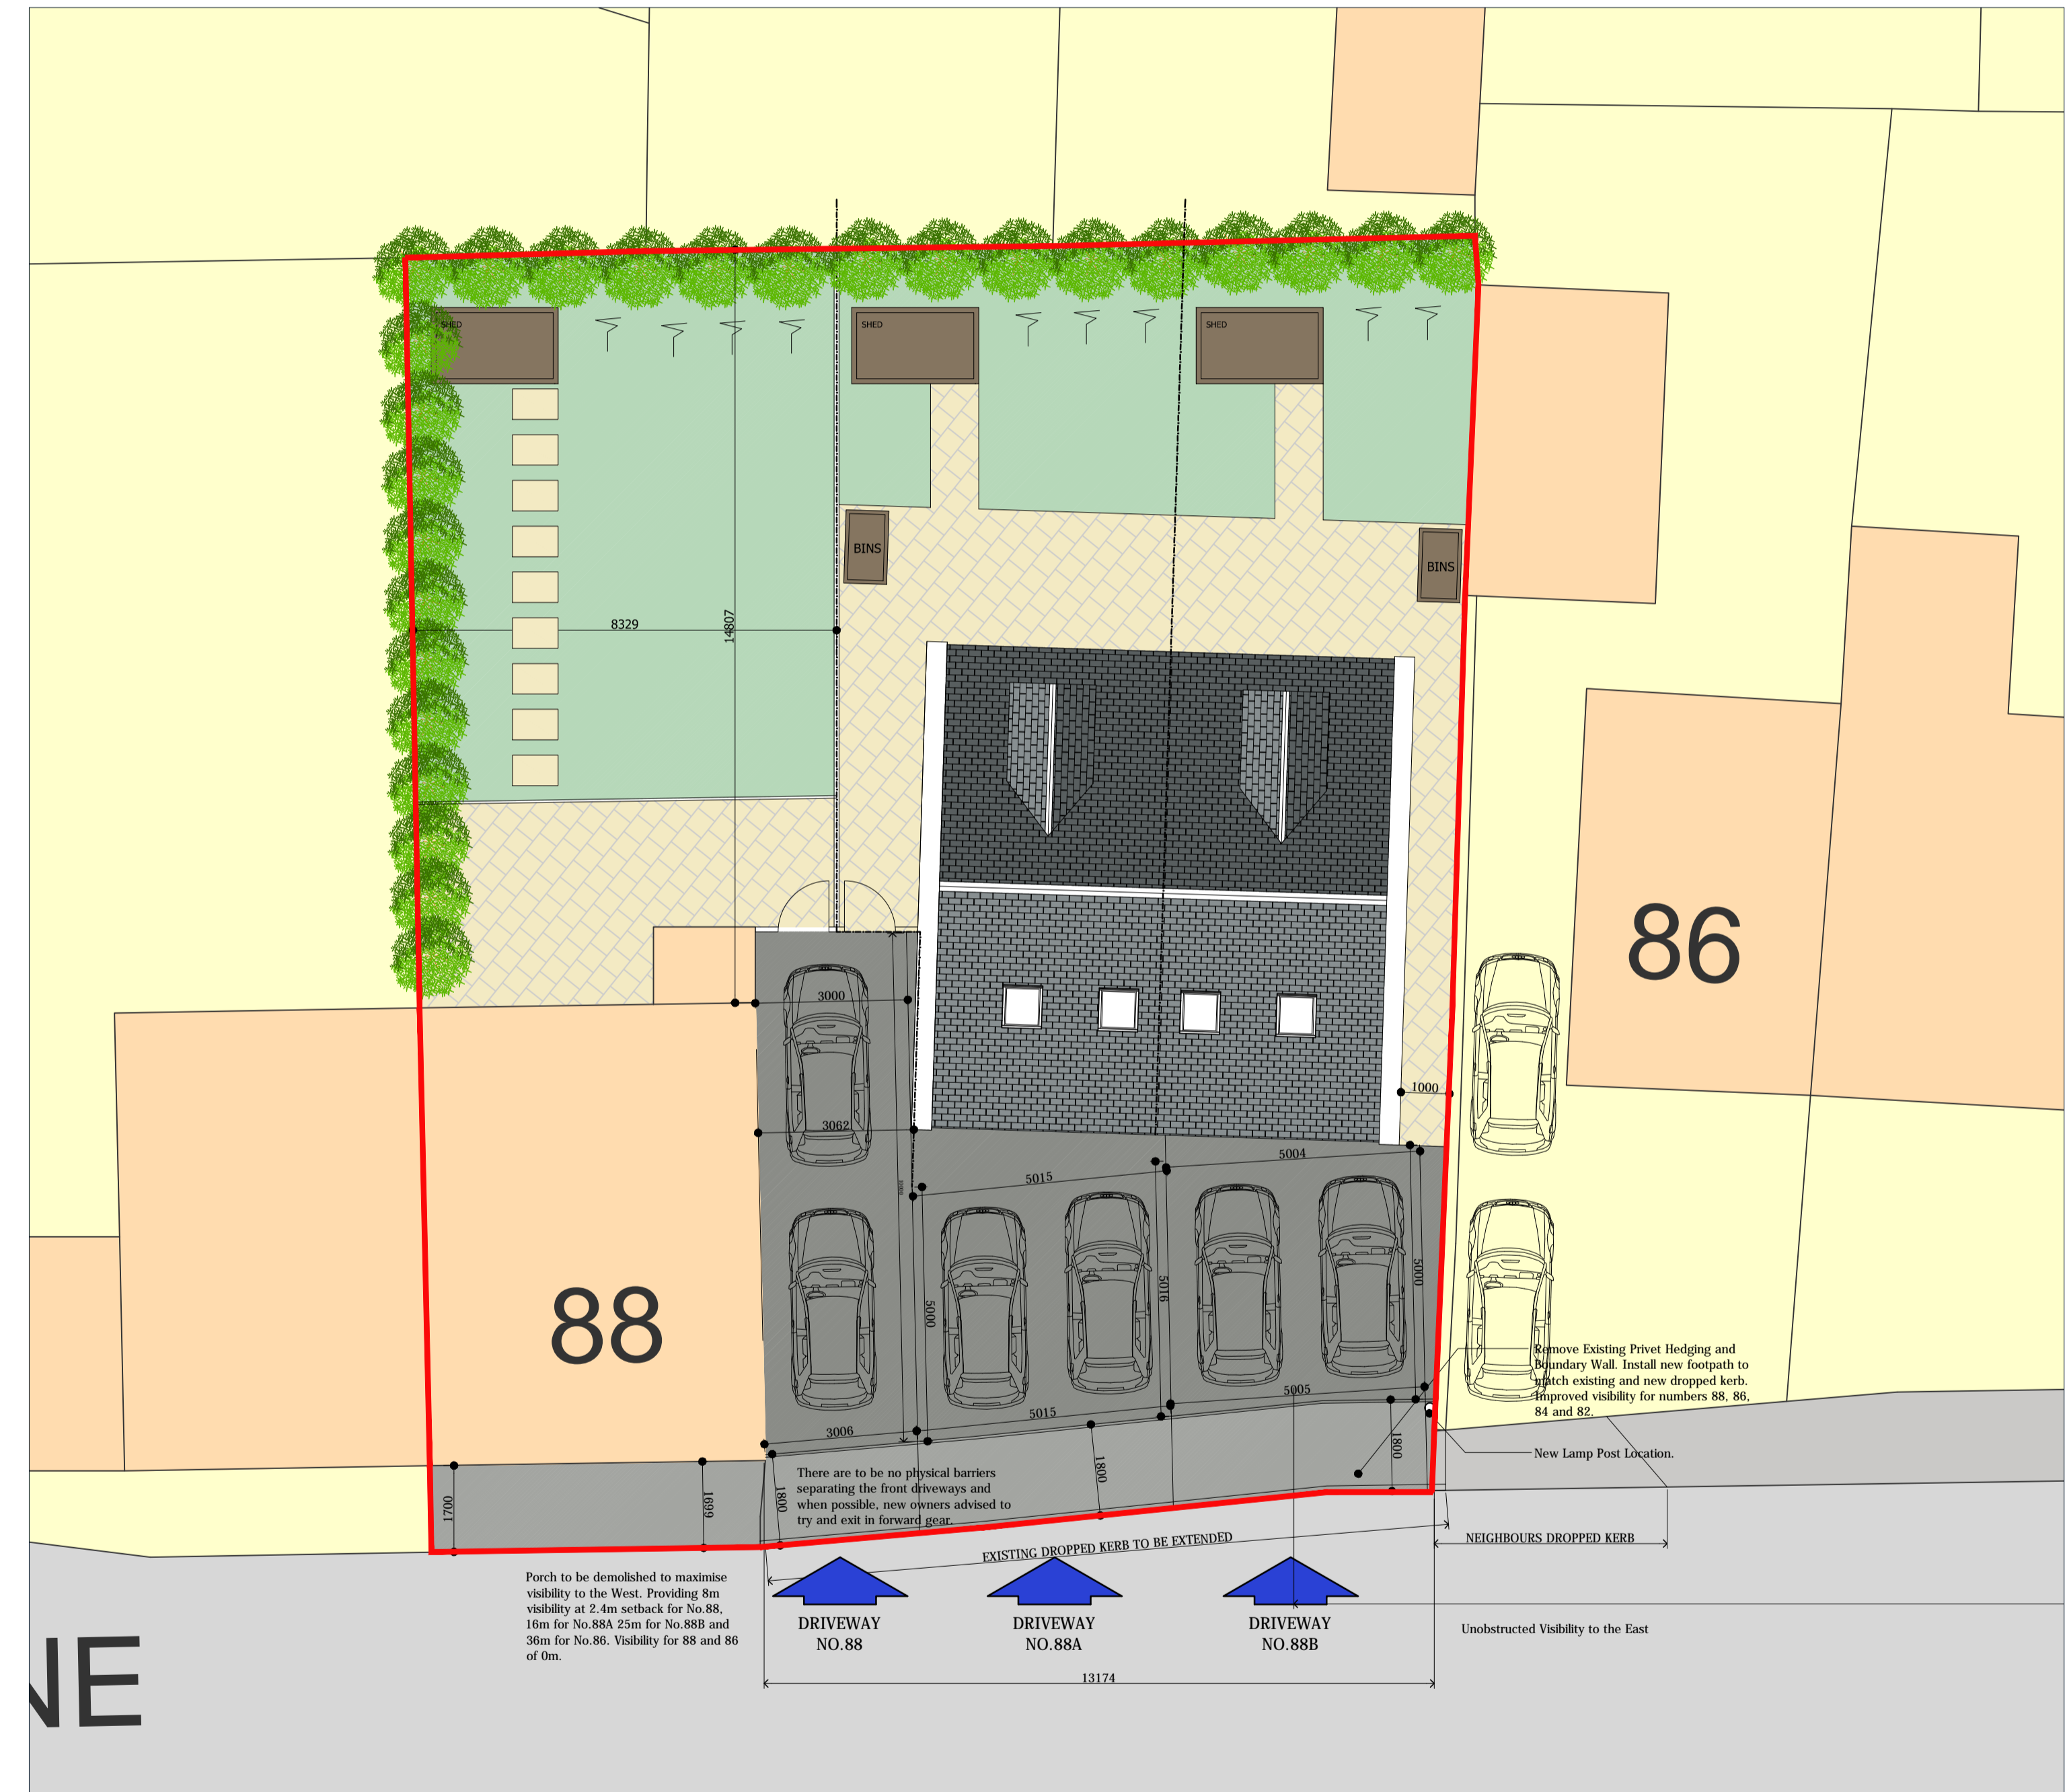 SHED
SHED
SHED
BINS
BINS
8329
14807
86
3000
1000
3062
5015
5004
5000
5016
5000
88
Remove Existing Privet Hedging and
Boundary Wall. Install new footpath to
match existing and new dropped kerb.
Improved visibility for numbers 88, 86,
84 and 82.
5005
5015
3006
New Lamp Post Location.
1700
1699
1800
1800
1800
There are to be no physical barriers
separating the front driveways and
when possible, new owners advised to
try and exit in forward gear.
EXISTING DROPPED KERB TO BE EXTENDED
NEIGHBOURS DROPPED KERB
Porch to be demolished to maximise
visibility to the West. Providing 8m
visibility at 2.4m setback for No.88,
16m for No.88A 25m for No.88B and
36m for No.86. Visibility for 88 and 86
of 0m.
DRIVEWAY
NO.88
DRIVEWAY
NO.88A
DRIVEWAY
NO.88B
Unobstructed Visibility to the East
13174
NE